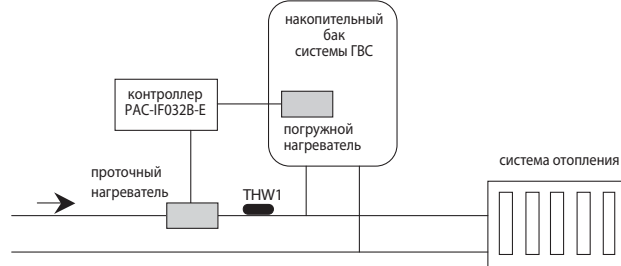 накопительный
бак
системы ГВС
контроллер
PAC-IF032B-E
погружной
нагреватель
система отопления
проточный
нагреватель
THW1